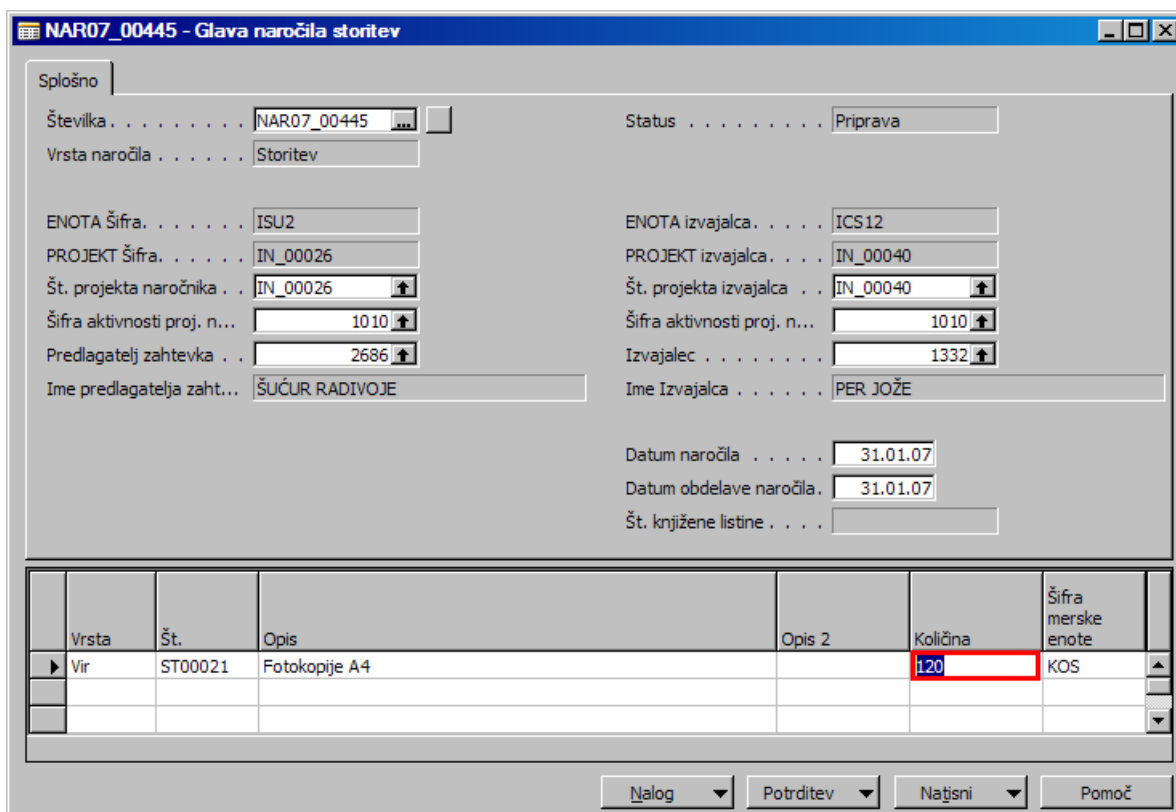 NAR07_00445 - Glava naročila storitev
Splošno
Številka. . . . . . . . . NAR07_00445 ... Status . . . . . . . . . Priprava
Vrsta naročila . . . . . . Storitev
ENOTA Šifra. . . . . . . ISU2 ENOTA izvajalca. . . . . ICS12
PROJEKT Šifra. . . . . . IN_00026 PROJEKT izvajalca. . . . IN_00040
Št. projekta naročnika . . IN_00026 Št. projekta izvajalca . . IN_00040
Šifra aktivnosti proj. n... 1010 Šifra aktivnosti proj. n... 1010
Predlagatelj zahtevka . . 2686 Izvajalec . . . . . . . . 1332
Ime predlagatelja zaht... ŠUĆUR RADIVOJE Ime Izvajalca . . . . . . PER JOŽE
Datum naročila . . . . . 31.01.07
Datum obdelave naročila. 31.01.07
Št. knjižene listine . . . .
Vrsta Št. Opis Opis 2 Količina Šifra merske enote
Vir ST00021 Fotokopije A4 120 KOS
Nalog Potrditev Natisni Pomoč